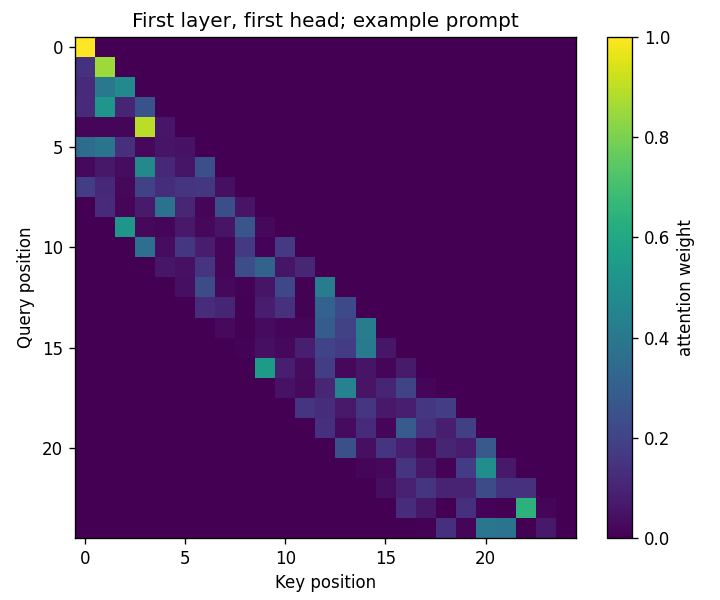 First layer, first head; example prompt
0
5
10
15
20
Query position
0 5 10 15 20
Key position
1.0
0.8
0.6
0.4
0.2
0.0
attention weight